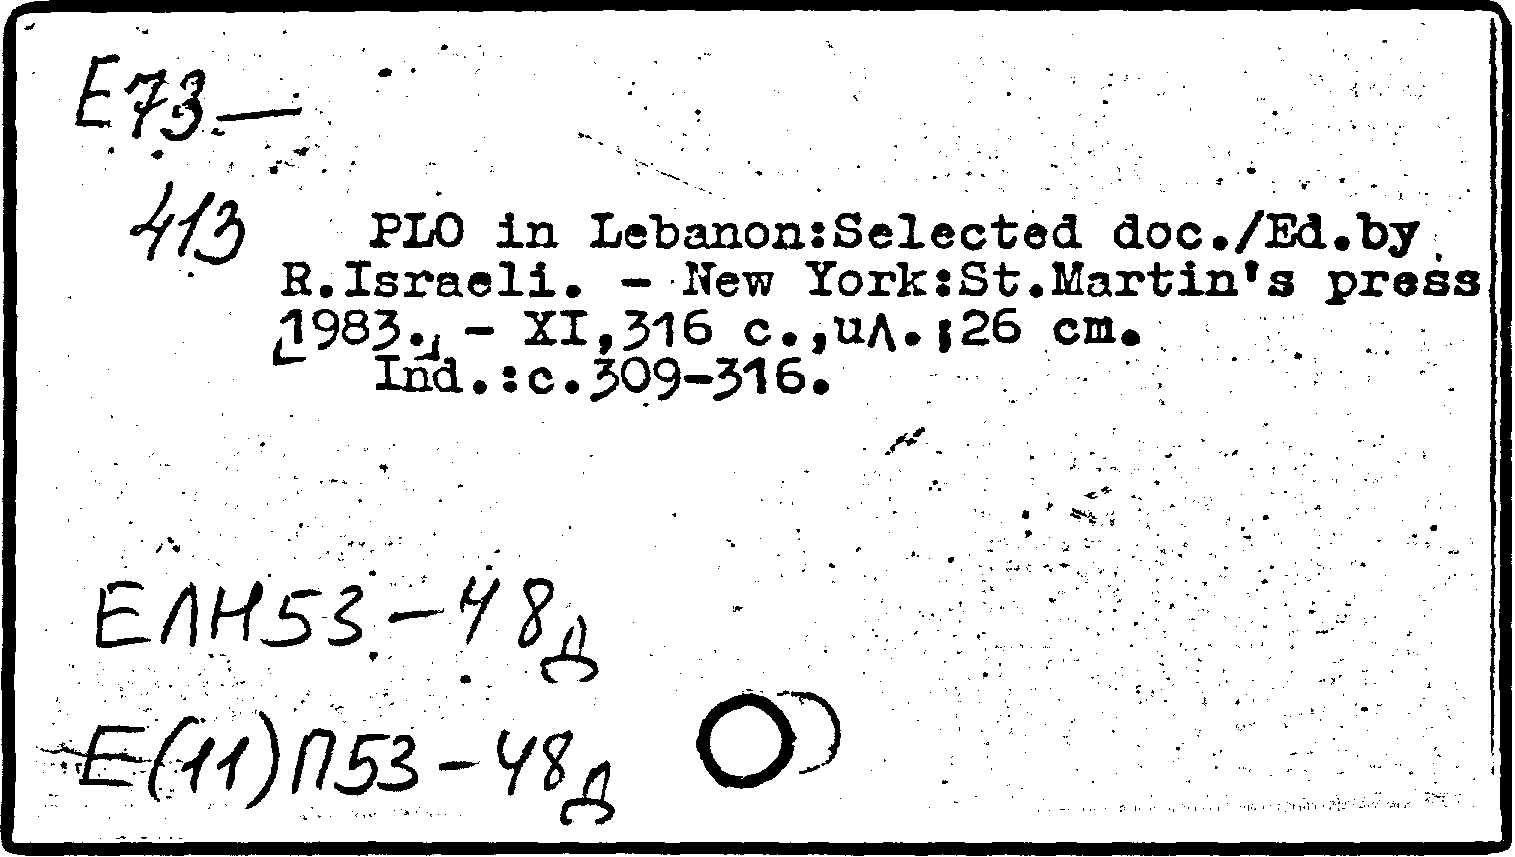 Е73—
413
PLO in Lebanon:Selected doc./Ed.by
R.Israeli. - New York:St.Martin's press
[1983.] - XI,316 с.,ил.;26 cm.
Ind.:c.309-316.
ЕЛН53-48д
Е(11)П53-48д